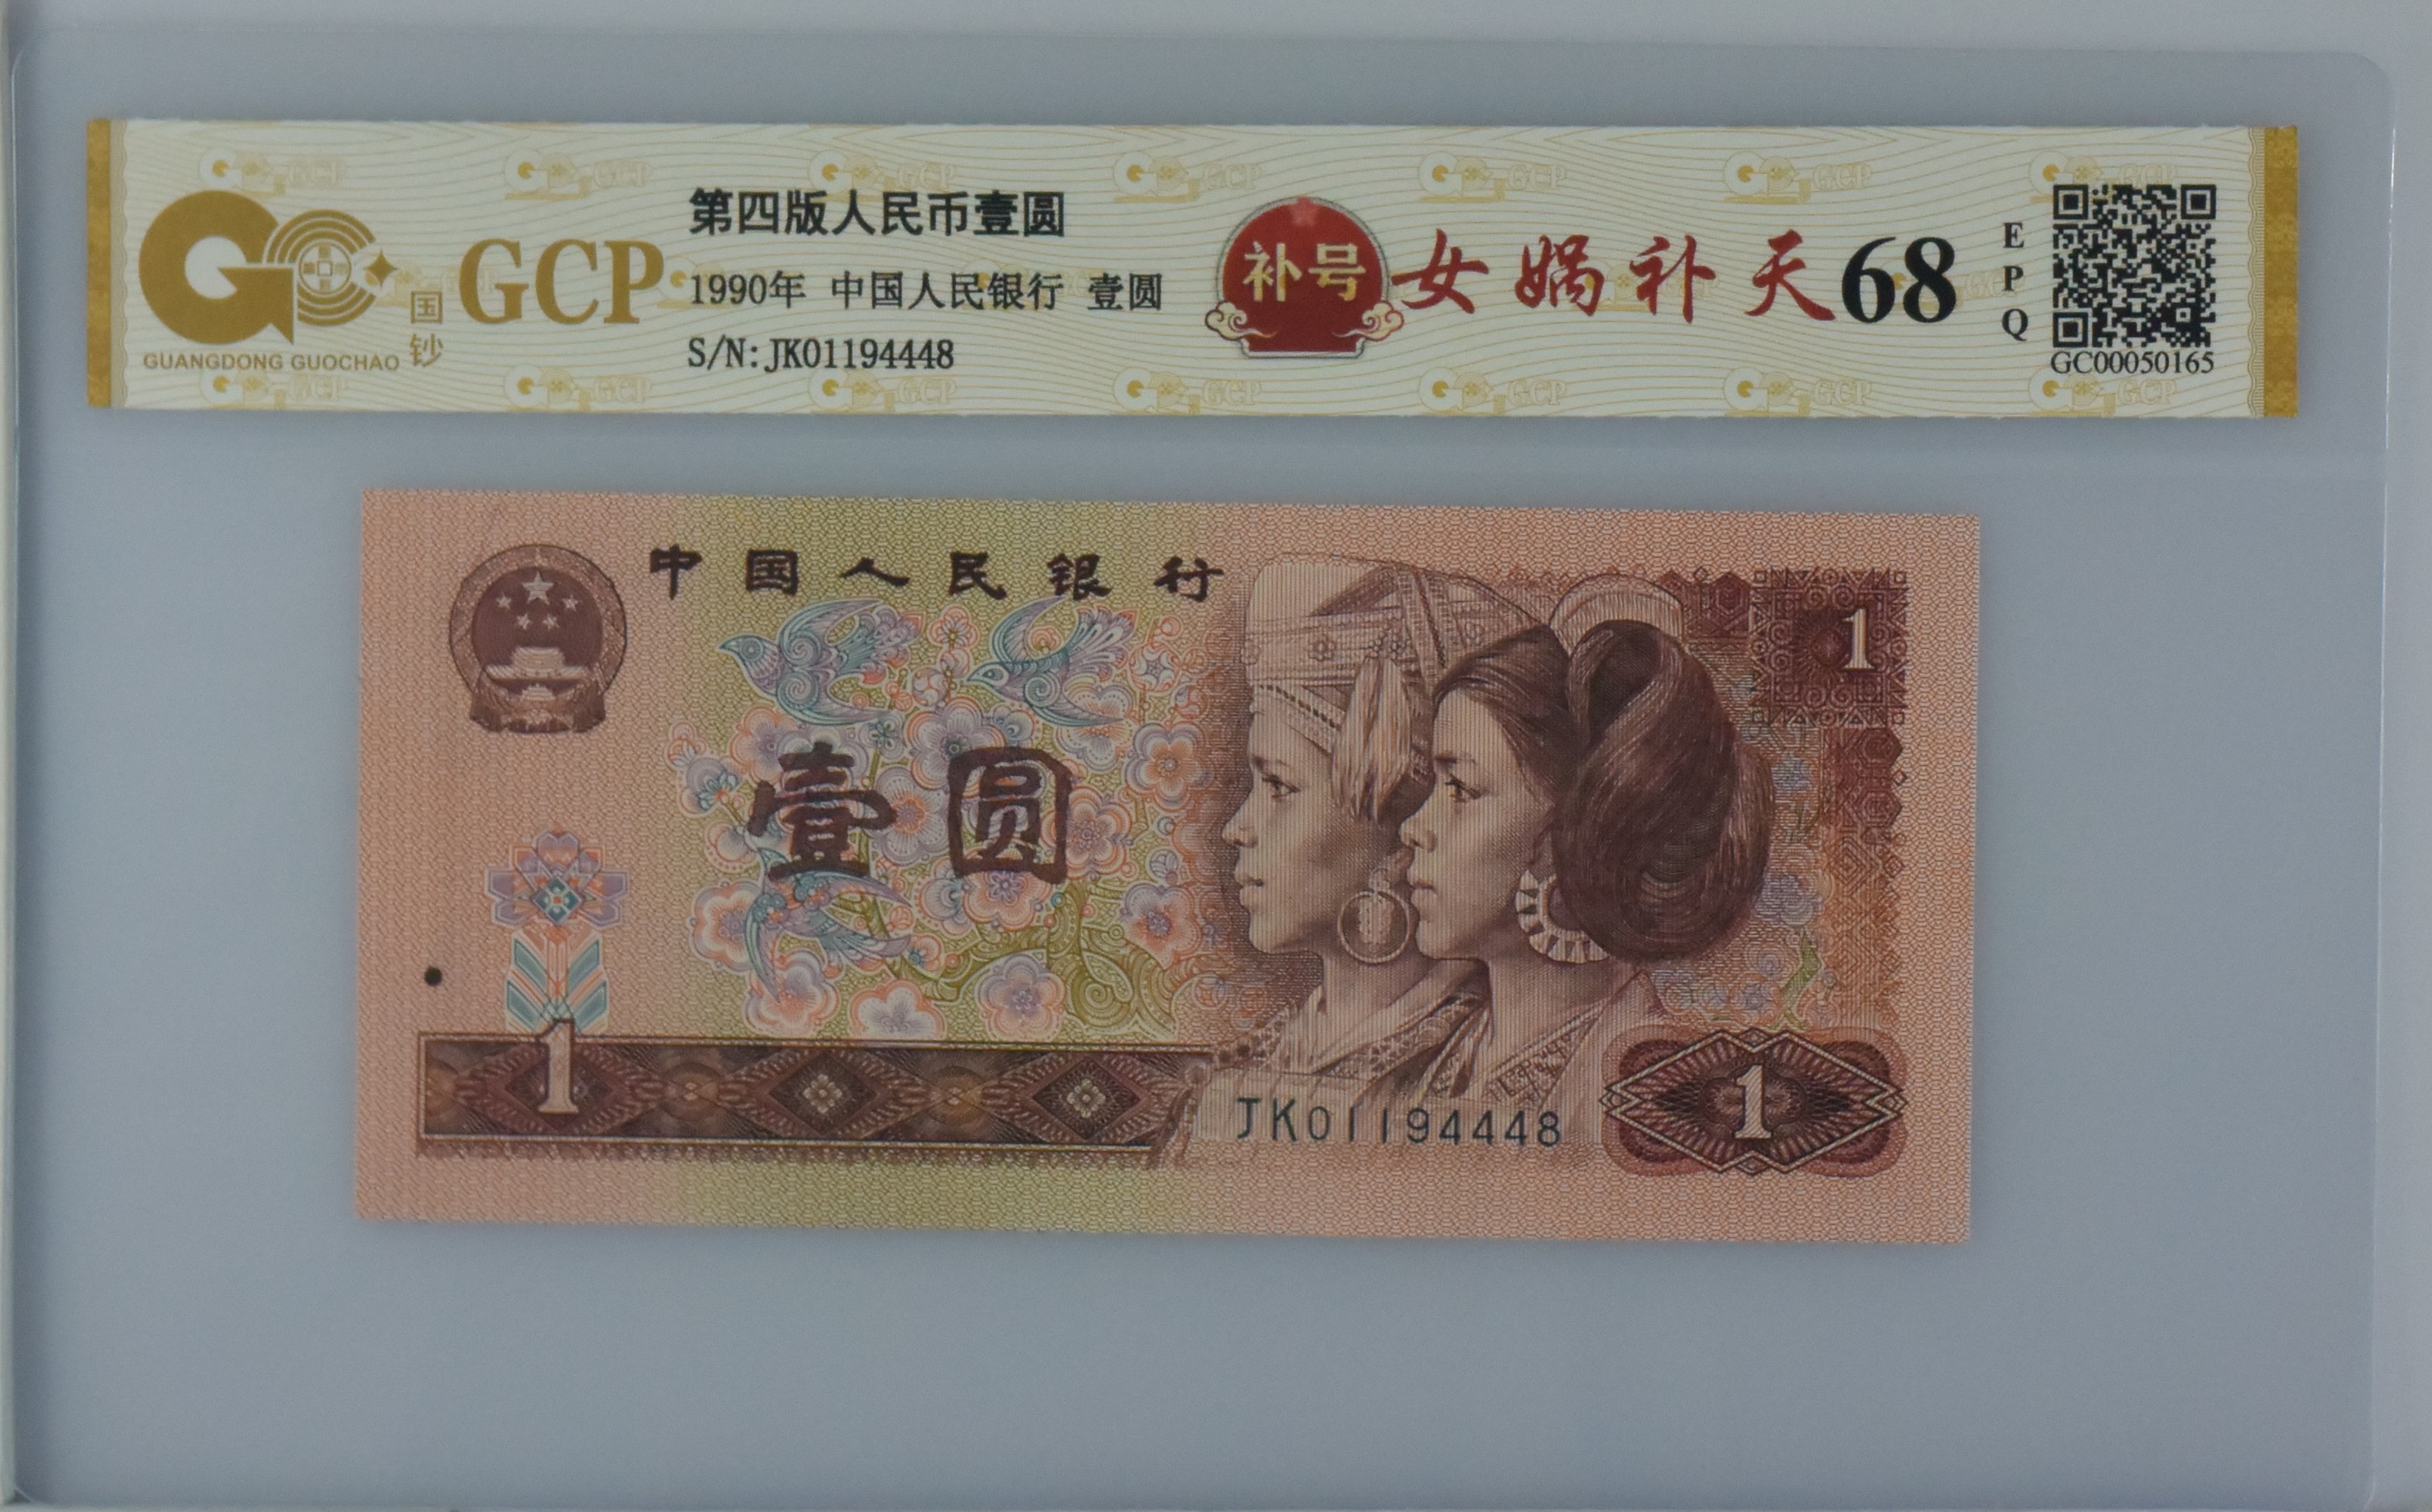 GCP
国钞
GUANGDONG GUOCHAO
第四版人民币壹圆
1990年 中国人民银行 壹圆
S/N:JK01194448
补号
女娲补天
68
EPQ
GC00050165
中国人民银行
壹圆
1
1
JK01194448
1